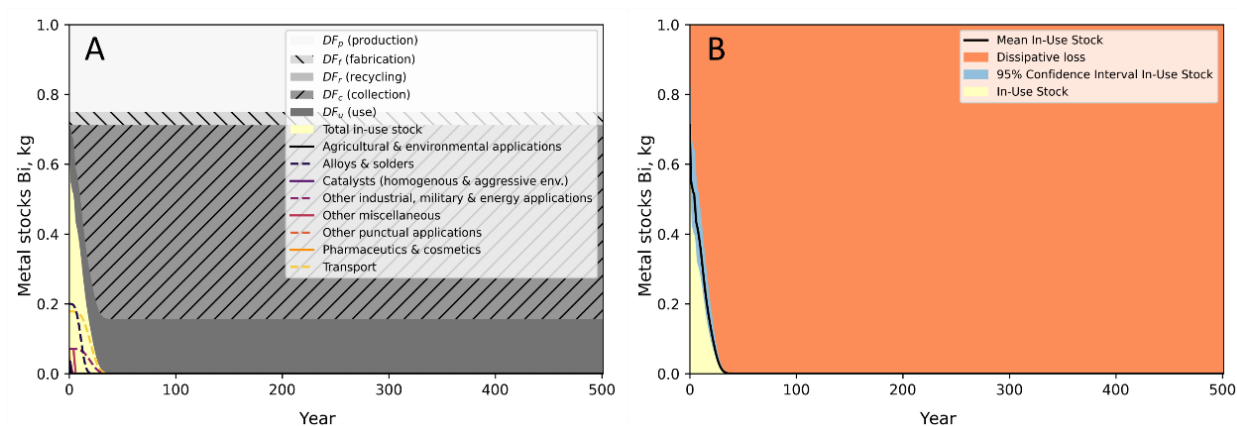 A
1.0
0.8
0.6
0.4
0.2
0.0
Metal stocks Bi, kg
0
100
200
300
400
500
Year
DFp (production)
DFf (fabrication)
DFr (recycling)
DFc (collection)
DFu (use)
Total in-use stock
Agricultural & environmental applications
Alloys & solders
Catalysts (homogenous & aggressive env.)
Other industrial, military & energy applications
Other miscellaneous
Other punctual applications
Pharmaceutics & cosmetics
Transport
B
1.0
0.8
0.6
0.4
0.2
0.0
Metal stocks Bi, kg
0
100
200
300
400
500
Year
Mean In-Use Stock
Dissipative loss
95% Confidence Interval In-Use Stock
In-Use Stock